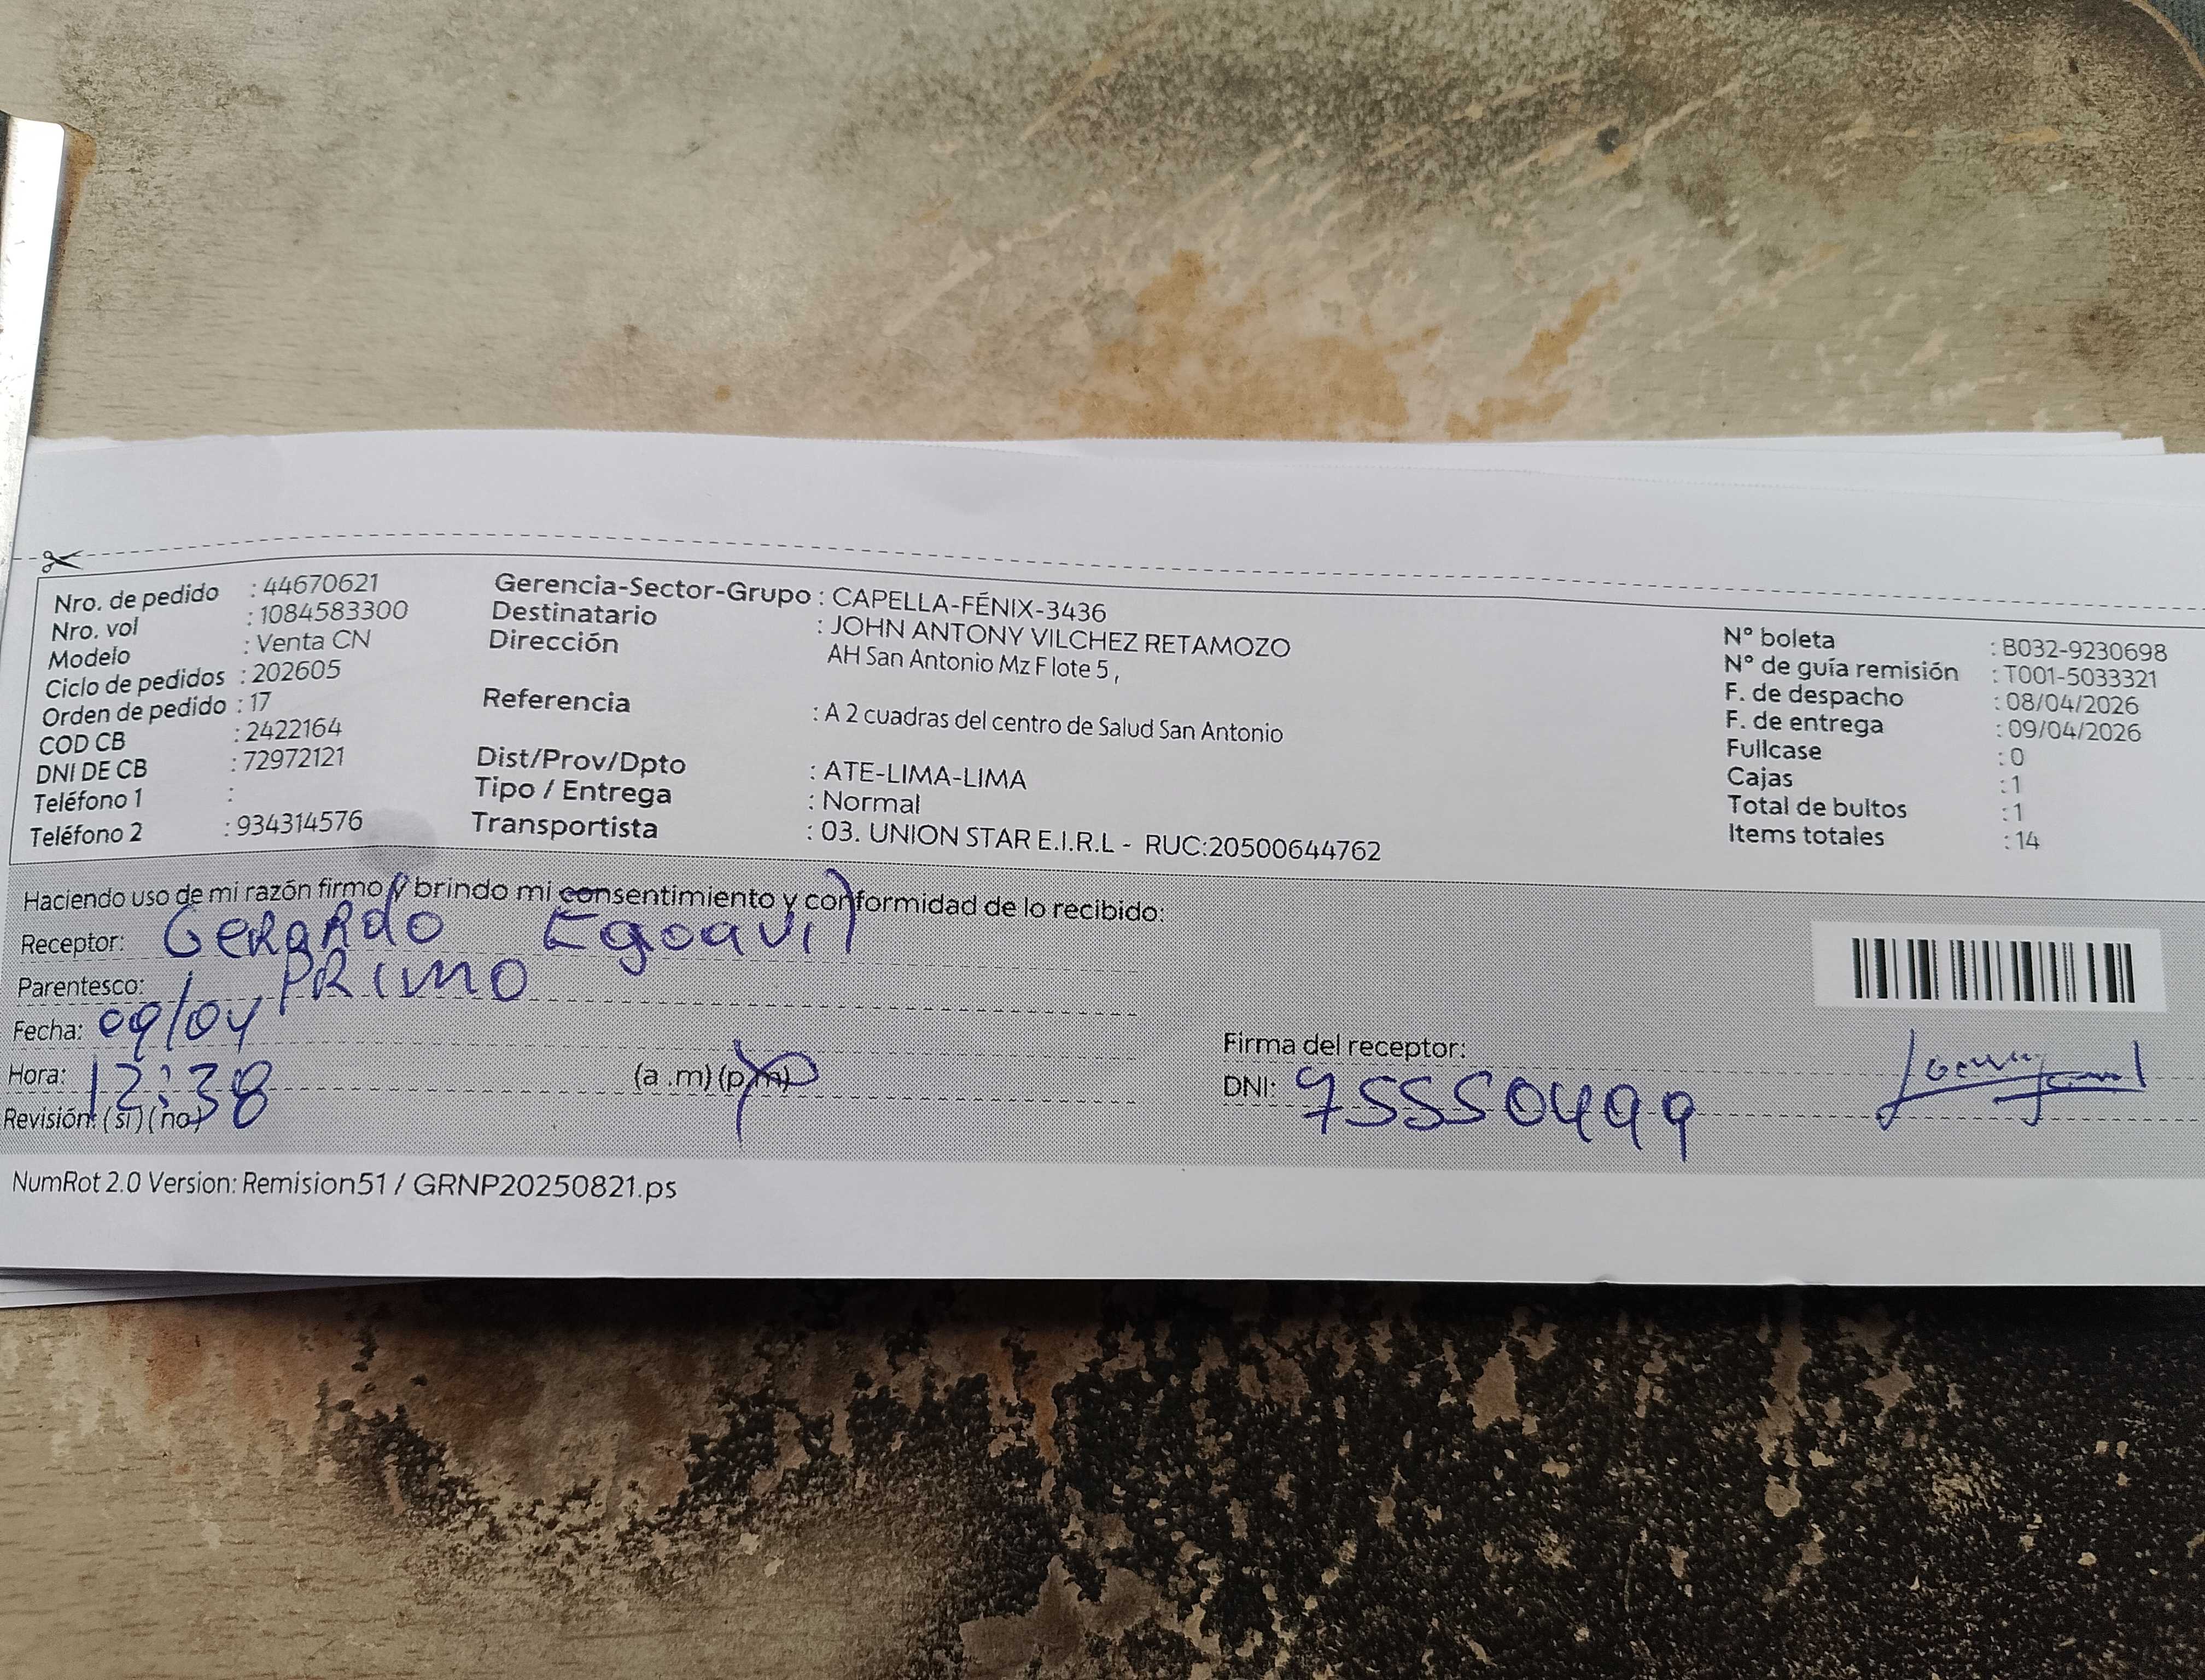 Nro. de pedido : 44670621
Nro. vol : 1084583300
Modelo : Venta CN
Ciclo de pedidos : 202605
Orden de pedido : 17
COD CB : 2422164
DNI DE CB : 72972121
Teléfono 1 :
Teléfono 2 : 934314576
Gerencia-Sector-Grupo : CAPELLA-FÉNIX-3436
Destinatario : JOHN ANTONY VILCHEZ RETAMOZO
Dirección AH San Antonio Mz F lote 5 ,
Referencia : A 2 cuadras del centro de Salud San Antonio
Dist/Prov/Dpto : ATE-LIMA-LIMA
Tipo / Entrega : Normal
Transportista : 03. UNION STAR E.I.R.L - RUC:20500644762
N° boleta : B032-9230698
N° de guía remisión : T001-5033321
F. de despacho : 08/04/2026
F. de entrega : 09/04/2026
Fullcase : 0
Cajas : 1
Total de bultos : 1
Items totales : 14
Haciendo uso de mi razón firmo y brindo mi consentimiento y conformidad de lo recibido:
Receptor: GERARdO Egoavil
Parentesco: PRIMO
Fecha: 09/04
Hora: 12:38 (a .m) (p.m)
Revisión: (si) (no)
Firma del receptor:
DNI: 75550499
NumRot 2.0 Version: Remision51 / GRNP20250821.ps